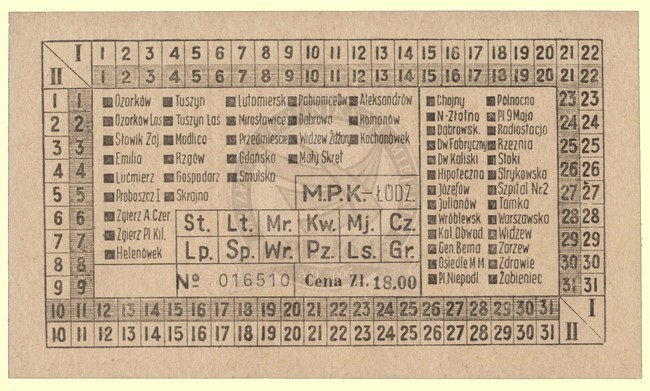 I 1 2 3 4 5 6 7 8 9 10 11 12 13 14 15 16 17 18 19 20 21 22
II 1 2 3 4 5 6 7 8 9 10 11 12 13 14 15 16 17 18 19 20 21 22
1 1 Ozorków Tuszyn Lutomiersk Pabianice Dw Aleksandrów Chojny Północna 23 23
2 2 Ozorków Las Tuszyn Las Mirosławice Dąbrowa Konanów N-Złotno Pl. 9 Maja 24 24
3 3 Słowik Zaj. Modlica Przedmieście Widzew Żdżary Kochanówek Dąbrowsk. Radiostacja 25 25
4 4 Emilia Rzgów Gdańska Mały Skręt Dw Fabryczny Rzeźnia 26 26
5 5 Lućmierz Gospodarz Smulska Dw Kaliski Stoki 27 27
6 6 Proboszcz I Skrajna M.P.K.-ŁÓDŹ Hipoteczna Strykowska 28 28
7 7 Zgierz A. Czer. St. Lt. Mr. Kw. Mj. Cz. Józefów Szpital Nr 2 29 29
8 8 Zgierz Pl. Kil. Lp. Sp. Wr. Pz. Ls. Gr. Julianów Tamka 30 30
9 9 Helenówek Wróblewsk Warszawska 31 31
Kol. Obwod. Widzew
Gen. Bema Zarzew
Osiedle M.M. Zdrowie
Pl. Niepodl. Żabieniec
№ 016510 Cena Zł. 18.00
10 11 12 13 14 15 16 17 18 19 20 21 22 23 24 25 26 27 28 29 30 31 I
10 11 12 13 14 15 16 17 18 19 20 21 22 23 24 25 26 27 28 29 30 31 II